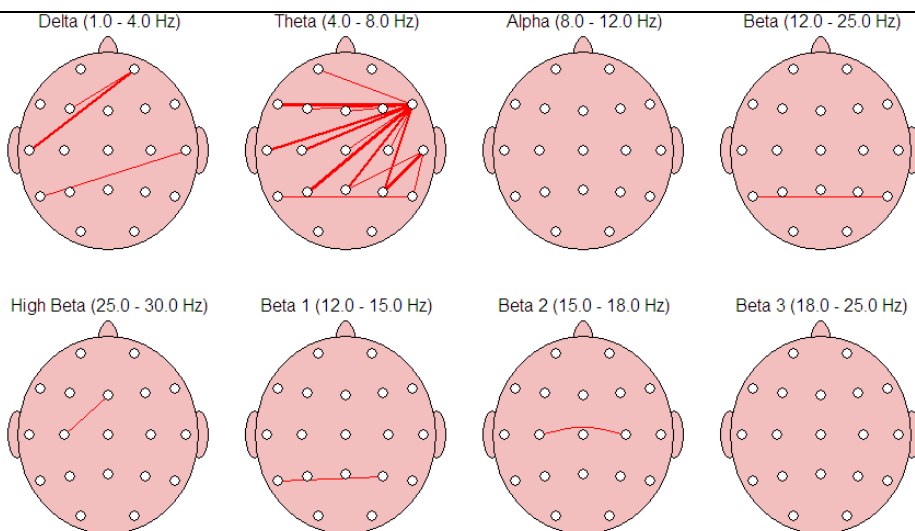 Delta (1.0 - 4.0 Hz)
Theta (4.0 - 8.0 Hz)
Alpha (8.0 - 12.0 Hz)
Beta (12.0 - 25.0 Hz)
High Beta (25.0 - 30.0 Hz)
Beta 1 (12.0 - 15.0 Hz)
Beta 2 (15.0 - 18.0 Hz)
Beta 3 (18.0 - 25.0 Hz)